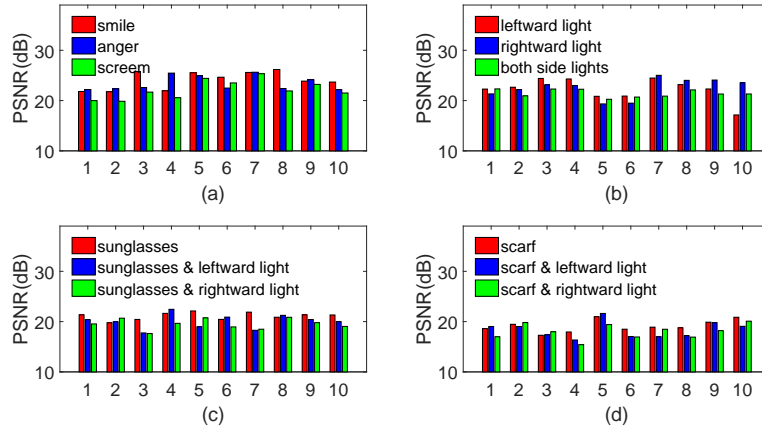 smile
anger
screem
PSNR(dB)
30
20
10
1 2 3 4 5 6 7 8 9 10
(a)
leftward light
rightward light
both side lights
PSNR(dB)
30
20
10
1 2 3 4 5 6 7 8 9 10
(b)
sunglasses
sunglasses & leftward light
sunglasses & rightward light
PSNR(dB)
30
20
10
1 2 3 4 5 6 7 8 9 10
(c)
scarf
scarf & leftward light
scarf & rightward light
PSNR(dB)
30
20
10
1 2 3 4 5 6 7 8 9 10
(d)